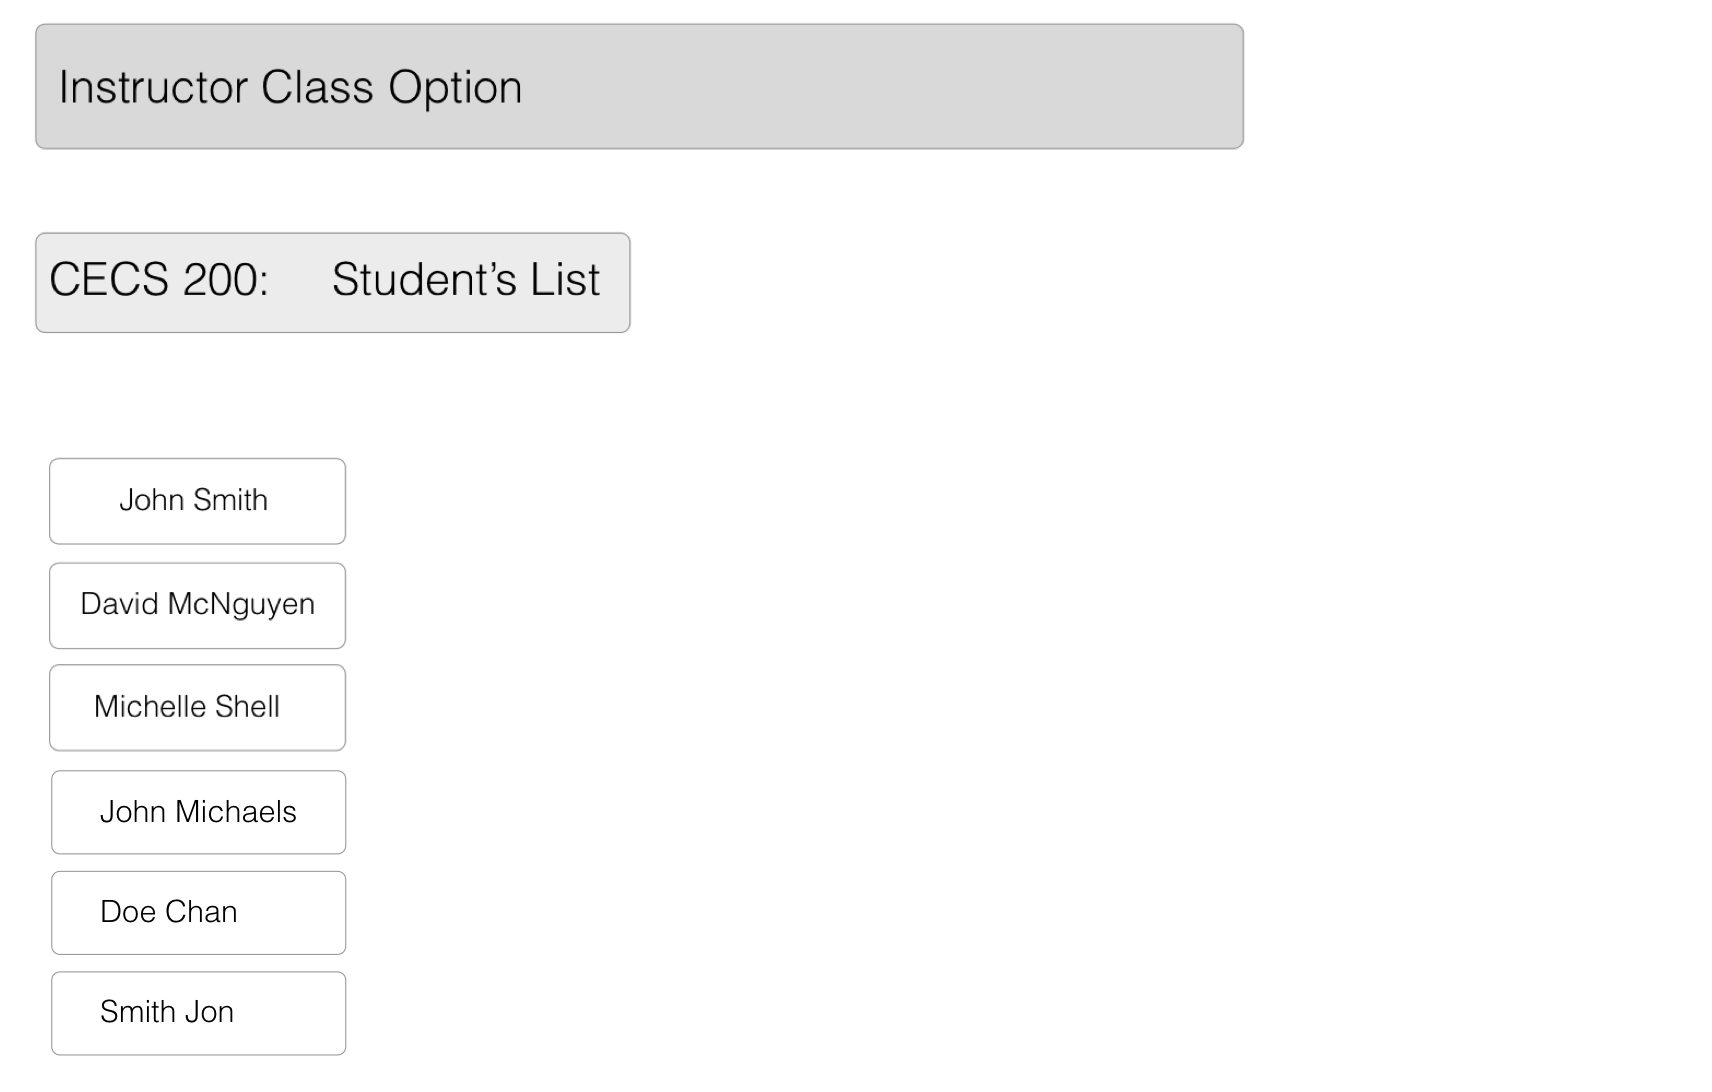 Instructor Class Option
CECS 200: Student’s List
John Smith
David McNguyen
Michelle Shell
John Michaels
Doe Chan
Smith Jon